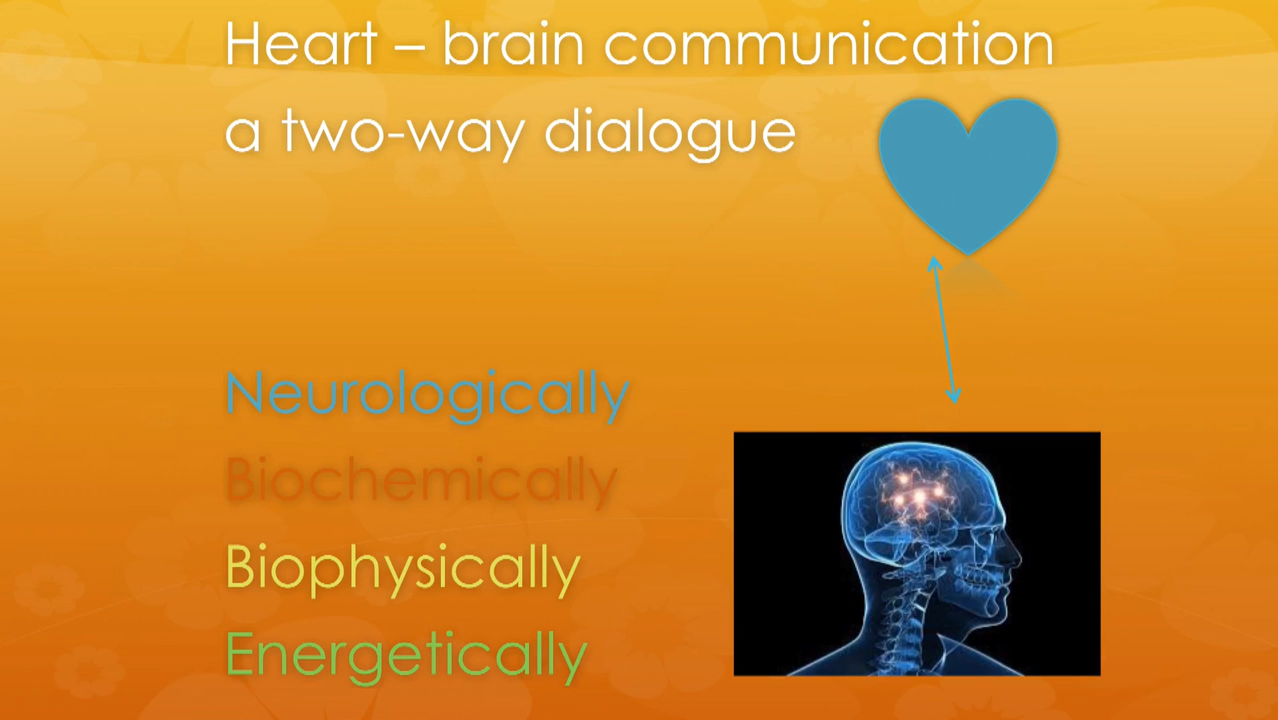 Heart – brain communication
a two-way dialogue
Neurologically
Biochemically
Biophysically
Energetically